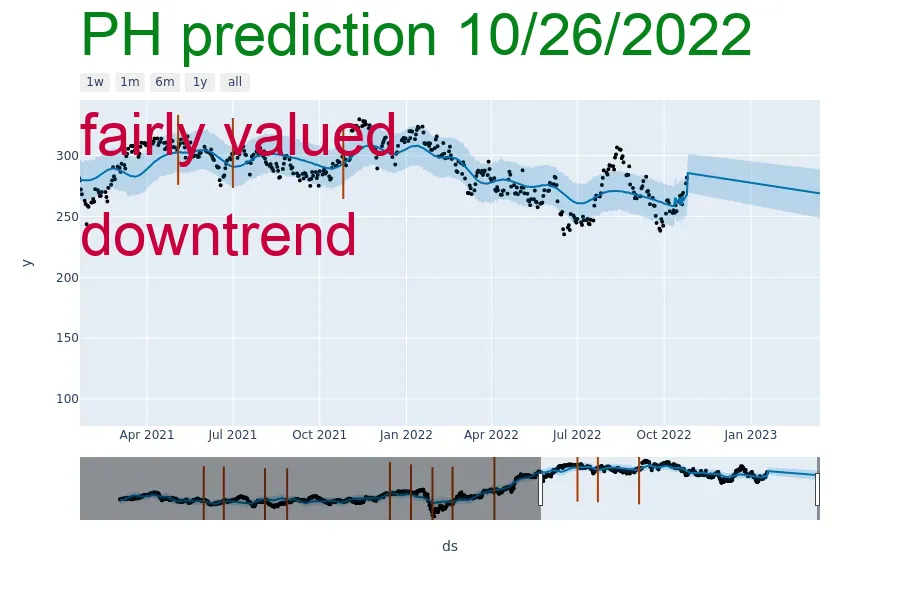 PH prediction 10/26/2022
1w 1m 6m 1y all
fairly valued
downtrend
300
250
200
150
100
y
Apr 2021 Jul 2021 Oct 2021 Jan 2022 Apr 2022 Jul 2022 Oct 2022 Jan 2023
ds